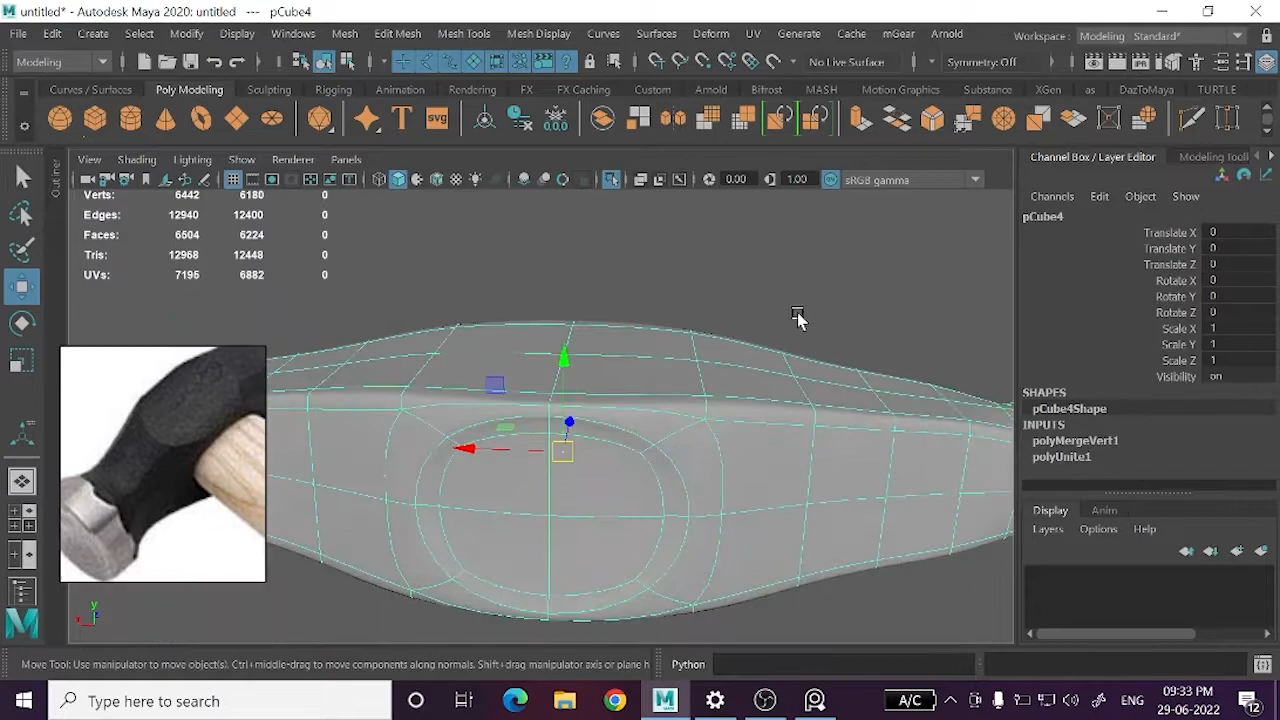 untitled* - Autodesk Maya 2020: untitled --- pCube4
File Edit Create Select Modify Display Windows Mesh Edit Mesh Mesh Tools Mesh Display Curves Surfaces Deform UV Generate Cache mGear Arnold Workspace : Modeling Standard*
Modeling No Live Surface Symmetry: Off
Curves / Surfaces Poly Modeling Sculpting Rigging Animation Rendering FX FX Caching Custom Arnold Bifrost MASH Motion Graphics Substance XGen as DazToMaya TURTLE
T svg
Outliner
View Shading Lighting Show Renderer Panels
0.00 1.00 sRGB gamma
Verts: 6442 6180 0
Edges: 12940 12400 0
Faces: 6504 6224 0
Tris: 12968 12448 0
UVs: 7195 6882 0
y
Channel Box / Layer Editor Modeling Tool
Channels Edit Object Show
pCube4
Translate X 0
Translate Y 0
Translate Z 0
Rotate X 0
Rotate Y 0
Rotate Z 0
Scale X 1
Scale Y 1
Scale Z 1
Visibility on
SHAPES
pCube4Shape
INPUTS
polyMergeVert1
polyUnite1
Display Anim
Layers Options Help
Move Tool: Use manipulator to move object(s). Ctrl+middle-drag to move components along normals. Shift+drag manipulator axis or plane h
Python
Type here to search
A/C ENG
09:33 PM
29-06-2022
12